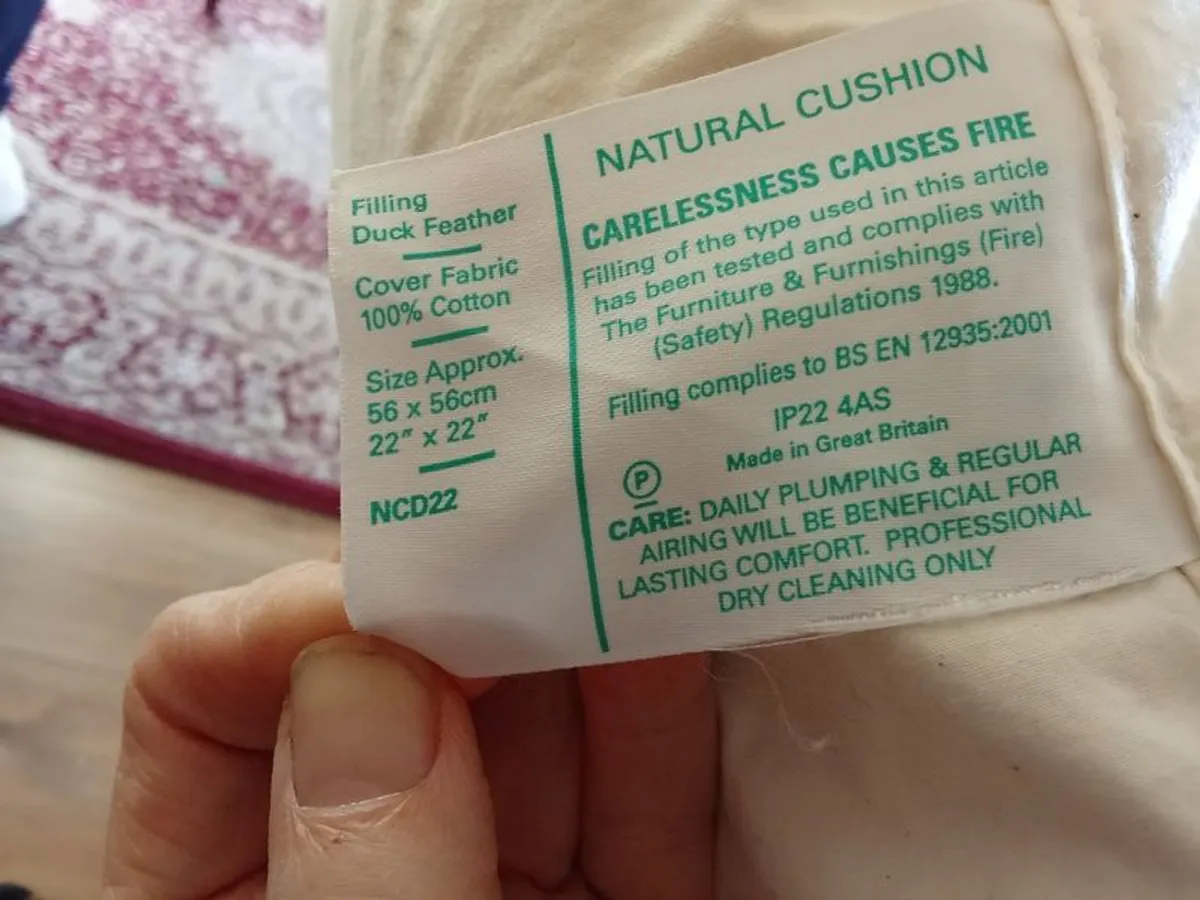 Filling
Duck Feather
Cover Fabric
100% Cotton
Size Approx.
56 x 56cm
22" x 22"
NCD22
NATURAL CUSHION
CARELESSNESS CAUSES FIRE
Filling of the type used in this article
has been tested and complies with
The Furniture & Furnishings (Fire)
(Safety) Regulations 1988.
Filling complies to BS EN 12935:2001
IP22 4AS
Made in Great Britain
P
CARE: DAILY PLUMPING & REGULAR
AIRING WILL BE BENEFICIAL FOR
LASTING COMFORT. PROFESSIONAL
DRY CLEANING ONLY